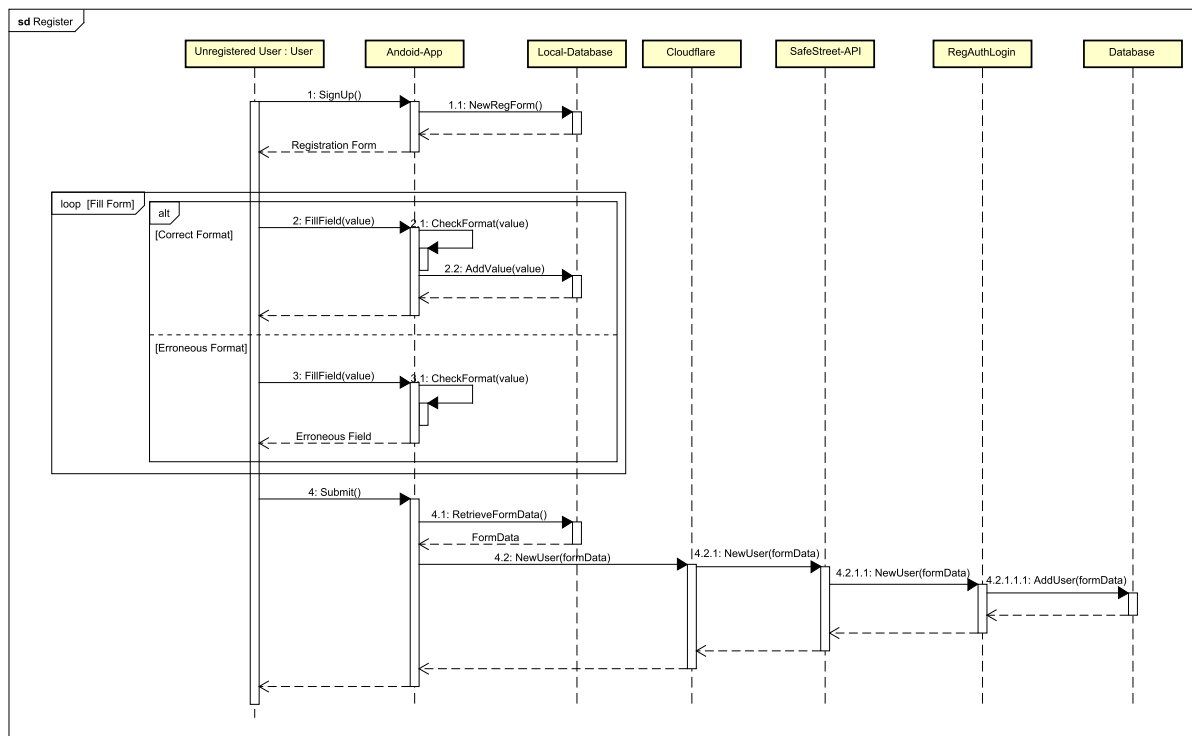 sd Register
Unregistered User : User
Andoid-App
Local-Database
Cloudflare
SafeStreet-API
RegAuthLogin
Database
1: SignUp()
1.1: NewRegForm()
Registration Form
loop [Fill Form]
alt
2: FillField(value)
2.1: CheckFormat(value)
[Correct Format]
2.2: AddValue(value)
[Erroneous Format]
3: FillField(value)
3.1: CheckFormat(value)
Erroneous Field
4: Submit()
4.1: RetrieveFormData()
FormData
4.2: NewUser(formData)
4.2.1: NewUser(formData)
4.2.1.1: NewUser(formData)
4.2.1.1.1: AddUser(formData)